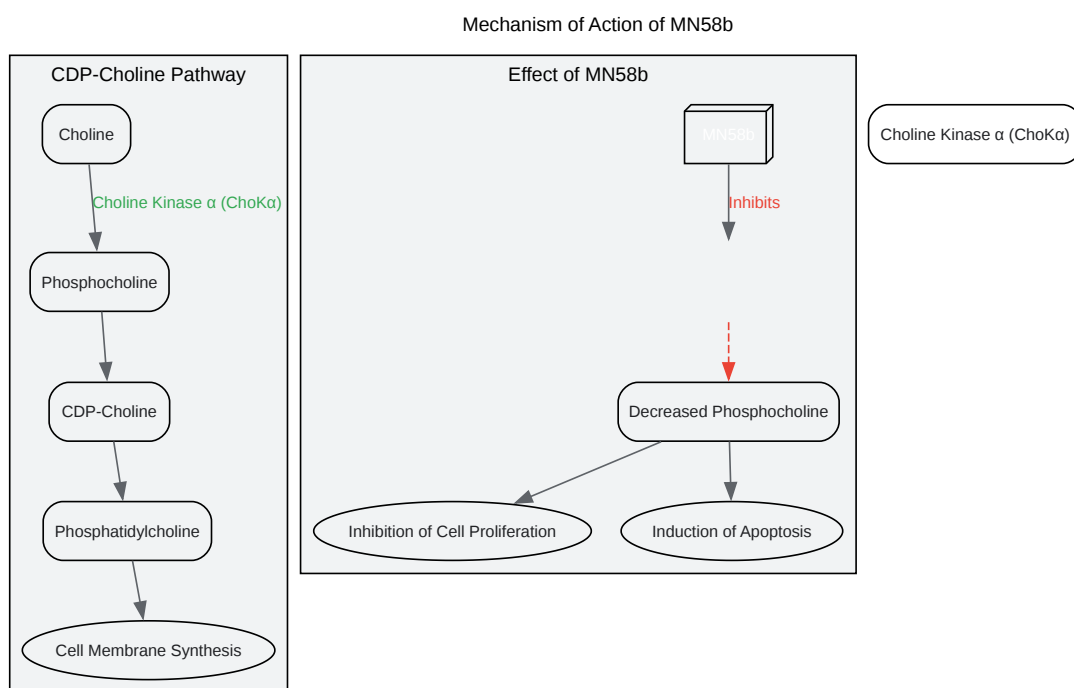 Mechanism of Action of MN58b
CDP-Choline Pathway
Choline
Choline Kinase α (ChoKα)
Phosphocholine
CDP-Choline
Phosphatidylcholine
Cell Membrane Synthesis
Effect of MN58b
MN58b
Inhibits
Decreased Phosphocholine
Inhibition of Cell Proliferation
Induction of Apoptosis
Choline Kinase α (ChoKα)